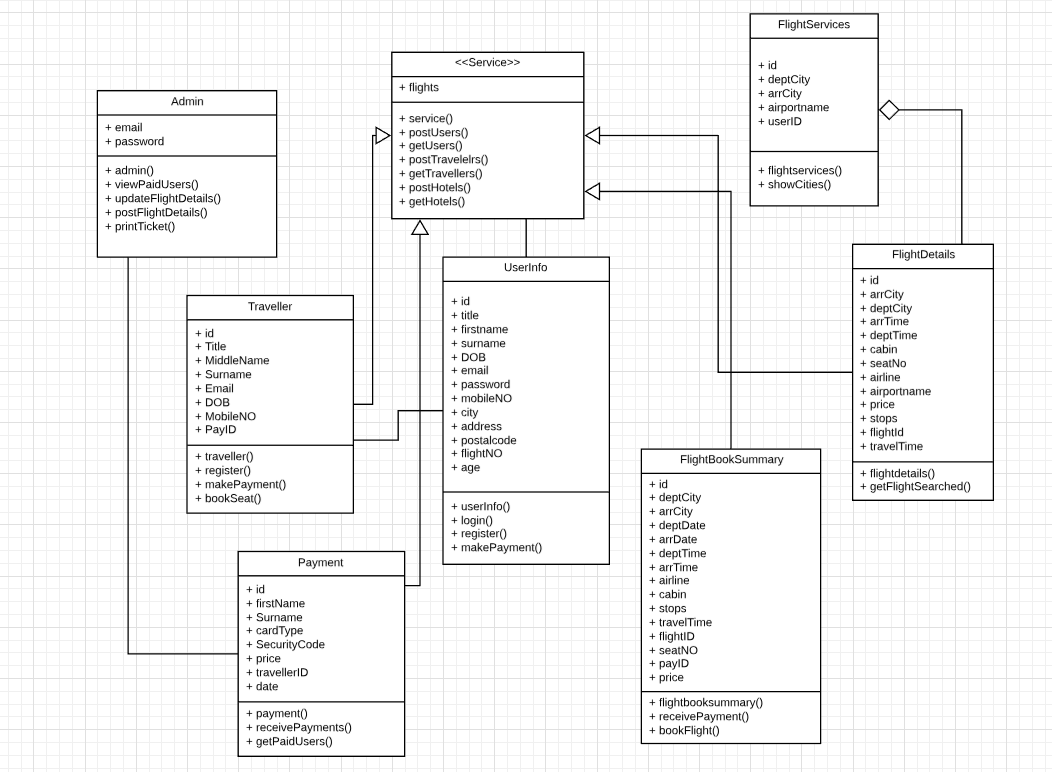 FlightServices
+ id
+ deptCity
+ arrCity
+ airportname
+ userID
+ flightservices()
+ showCities()
<<Service>>
+ flights
+ service()
+ postUsers()
+ getUsers()
+ postTravelelrs()
+ getTravellers()
+ postHotels()
+ getHotels()
Admin
+ email
+ password
+ admin()
+ viewPaidUsers()
+ updateFlightDetails()
+ postFlightDetails()
+ printTicket()
FlightDetails
+ id
+ arrCity
+ deptCity
+ arrTime
+ deptTime
+ cabin
+ seatNo
+ airline
+ airportname
+ price
+ stops
+ flightId
+ travelTime
+ flightdetails()
+ getFlightSearched()
UserInfo
+ id
+ title
+ firstname
+ surname
+ DOB
+ email
+ password
+ mobileNO
+ city
+ address
+ postalcode
+ flightNO
+ age
+ userInfo()
+ login()
+ register()
+ makePayment()
Traveller
+ id
+ Title
+ MiddleName
+ Surname
+ Email
+ DOB
+ MobileNO
+ PayID
+ traveller()
+ register()
+ makePayment()
+ bookSeat()
FlightBookSummary
+ id
+ deptCity
+ arrCity
+ deptDate
+ arrDate
+ deptTime
+ arrTime
+ airline
+ cabin
+ stops
+ travelTime
+ flightID
+ seatNO
+ payID
+ price
+ flightbooksummary()
+ receivePayment()
+ bookFlight()
Payment
+ id
+ firstName
+ Surname
+ cardType
+ SecurityCode
+ price
+ travellerID
+ date
+ payment()
+ receivePayments()
+ getPaidUsers()